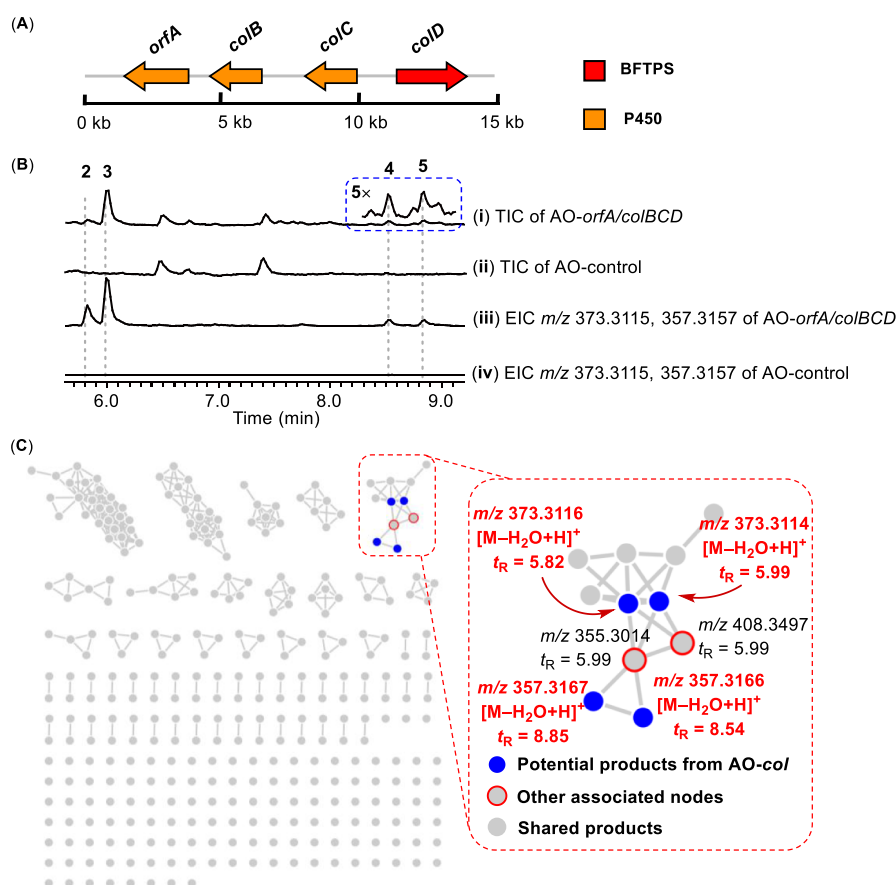 (A)
orfA colB colC colD
BFTPS
P450
0 kb 5 kb 10 kb 15 kb
(B)
2 3 4 5
5×
(i) TIC of AO-orfA/colBCD
(ii) TIC of AO-control
(iii) EIC m/z 373.3115, 357.3157 of AO-orfA/colBCD
(iv) EIC m/z 373.3115, 357.3157 of AO-control
6.0 7.0 8.0 9.0
Time (min)
(C)
m/z 373.3116
[M–H₂O+H]⁺
tR = 5.82
m/z 373.3114
[M–H₂O+H]⁺
tR = 5.99
m/z 355.3014
tR = 5.99
m/z 408.3497
tR = 5.99
m/z 357.3167
[M–H₂O+H]⁺
tR = 8.85
m/z 357.3166
[M–H₂O+H]⁺
tR = 8.54
Potential products from AO-col
Other associated nodes
Shared products